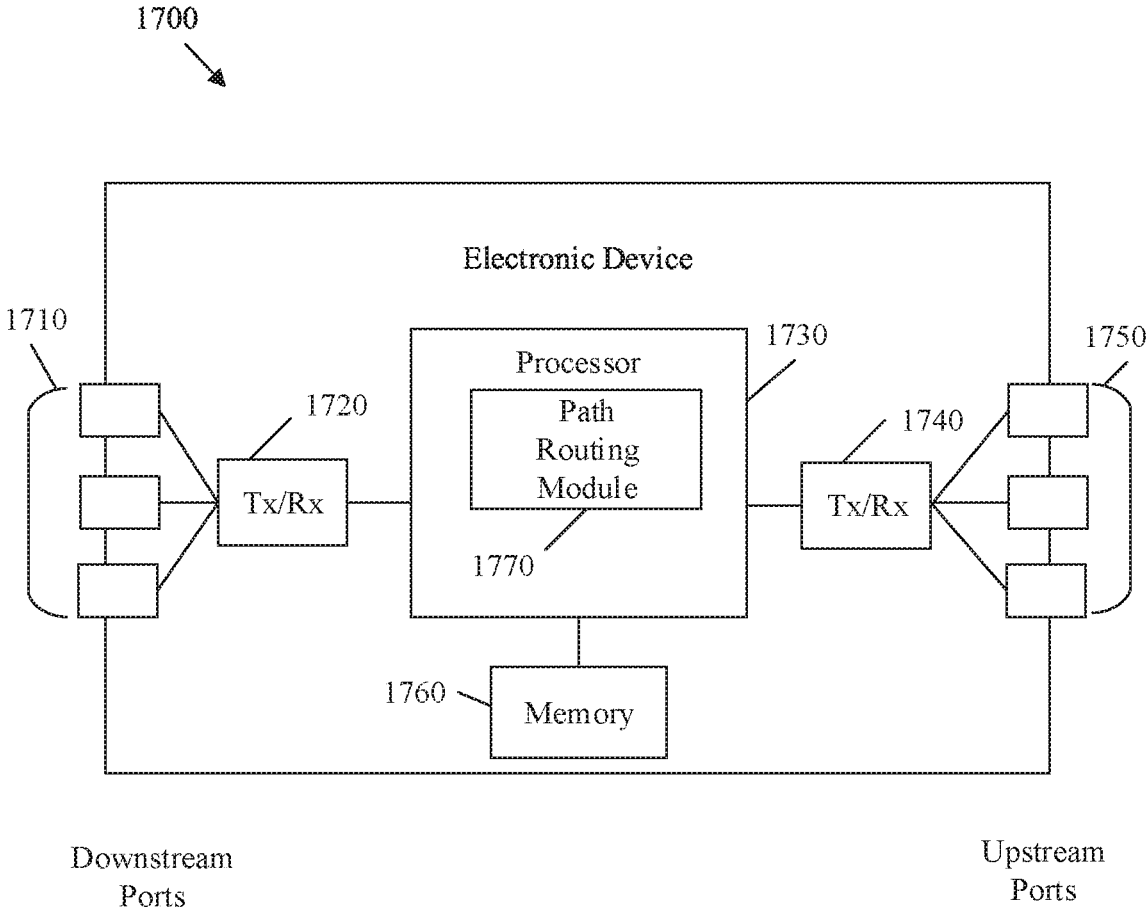 1700
Electronic Device
1710
1730
1750
Processor
1720
Path
Routing
Module
1740
Tx/Rx
Tx/Rx
1770
1760
Memory
Downstream
Ports
Upstream
Ports